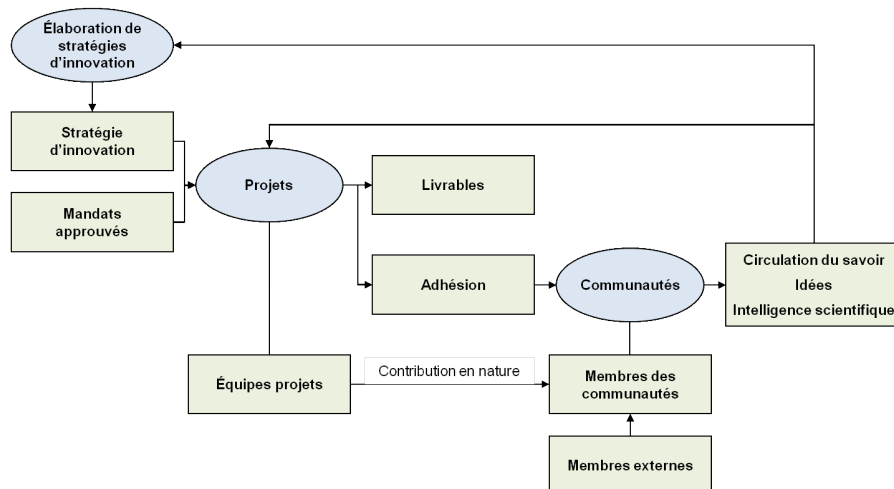 Élaboration de
stratégies
d'innovation
Stratégie
d'innovation
Mandats
approuvés
Projets
Livrables
Adhésion
Communautés
Circulation du savoir
Idées
Intelligence scientifique
Équipes projets
Contribution en nature
Membres des
communautés
Membres externes